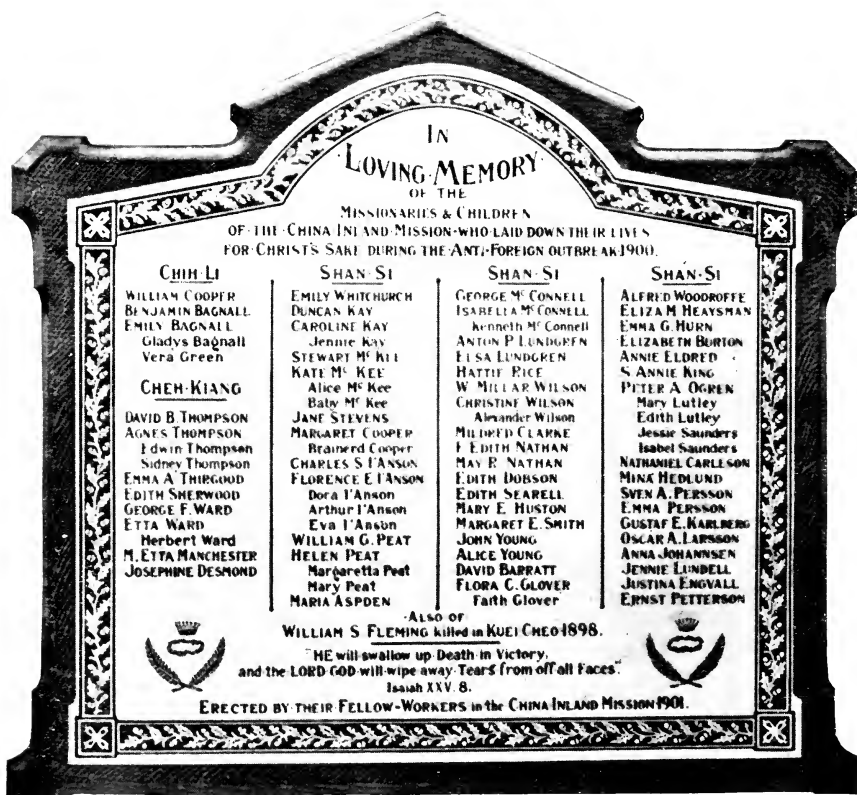 IN
LOVING MEMORY
OF THE
MISSIONARIES & CHILDREN
OF THE CHINA INLAND MISSION WHO LAID DOWN THEIR LIVES
FOR CHRIST'S SAKE DURING THE ANTI-FOREIGN OUTBREAK 1900.
CHIH-LI
WILLIAM COOPER
BENJAMIN BAGNALL
EMILY BAGNALL
Gladys Bagnall
Vera Green
CHEH-KIANG
DAVID B. THOMPSON
AGNES THOMPSON
Edwin Thompson
Sidney Thompson
EMMA A THIRGOOD
EDITH SHERWOOD
GEORGE F. WARD
ETTA WARD
Herbert Ward
M. ETTA MANCHESTER
JOSEPHINE DESMOND
SHAN-SI
EMILY WHITCHURCH
DUNCAN KAY
CAROLINE KAY
Jennie Kay
STEWART McKEE
KATE McKEE
Alice McKee
Baby McKee
JANE STEVENS
MARGARET COOPER
Brainerd Cooper
CHARLES S I'ANSON
FLORENCE E I'ANSON
Dora I'Anson
Arthur I'Anson
Eva I'Anson
WILLIAM G. PEAT
HELEN PEAT
Margaretta Peat
Mary Peat
MARIA ASPDEN
SHAN-SI
GEORGE McCONNELL
ISABELLA McCONNELL
Kenneth McConnell
ANTON P LUNDGREN
ELSA LUNDGREN
HATTIE RICE
W. MILLAR WILSON
CHRISTINE WILSON
Alexander Wilson
MILDRED CLARKE
F EDITH NATHAN
MAY R. NATHAN
EDITH DOBSON
EDITH SEARELL
MARY E. HUSTON
MARGARET E. SMITH
JOHN YOUNG
ALICE YOUNG
DAVID BARRATT
FLORA C. GLOVER
Faith Glover
SHAN-SI
ALFRED WOODROFFE
ELIZA M HEAYSMAN
EMMA G. HURN
ELIZABETH BURTON
ANNIE ELDRED
S. ANNIE KING
PETER A OGREN
Mary Lutley
Edith Lutley
Jessie Saunders
Isabel Saunders
NATHANIEL CARLESON
MINA HEDLUND
SVEN A. PERSSON
EMMA PERSSON
GUSTAF E. KARLBERG
OSCAR A. LARSSON
ANNA JOHANNSEN
JENNIE LUNDELL
JUSTINA ENGVALL
ERNST PETTERSON
ALSO OF
WILLIAM S FLEMING killed in KUEI CHEO 1898.
"HE will swallow up Death in Victory,
and the LORD GOD will wipe away Tears from off all Faces".
Isaiah XXV. 8.
ERECTED BY THEIR FELLOW-WORKERS in the CHINA INLAND MISSION 1901.